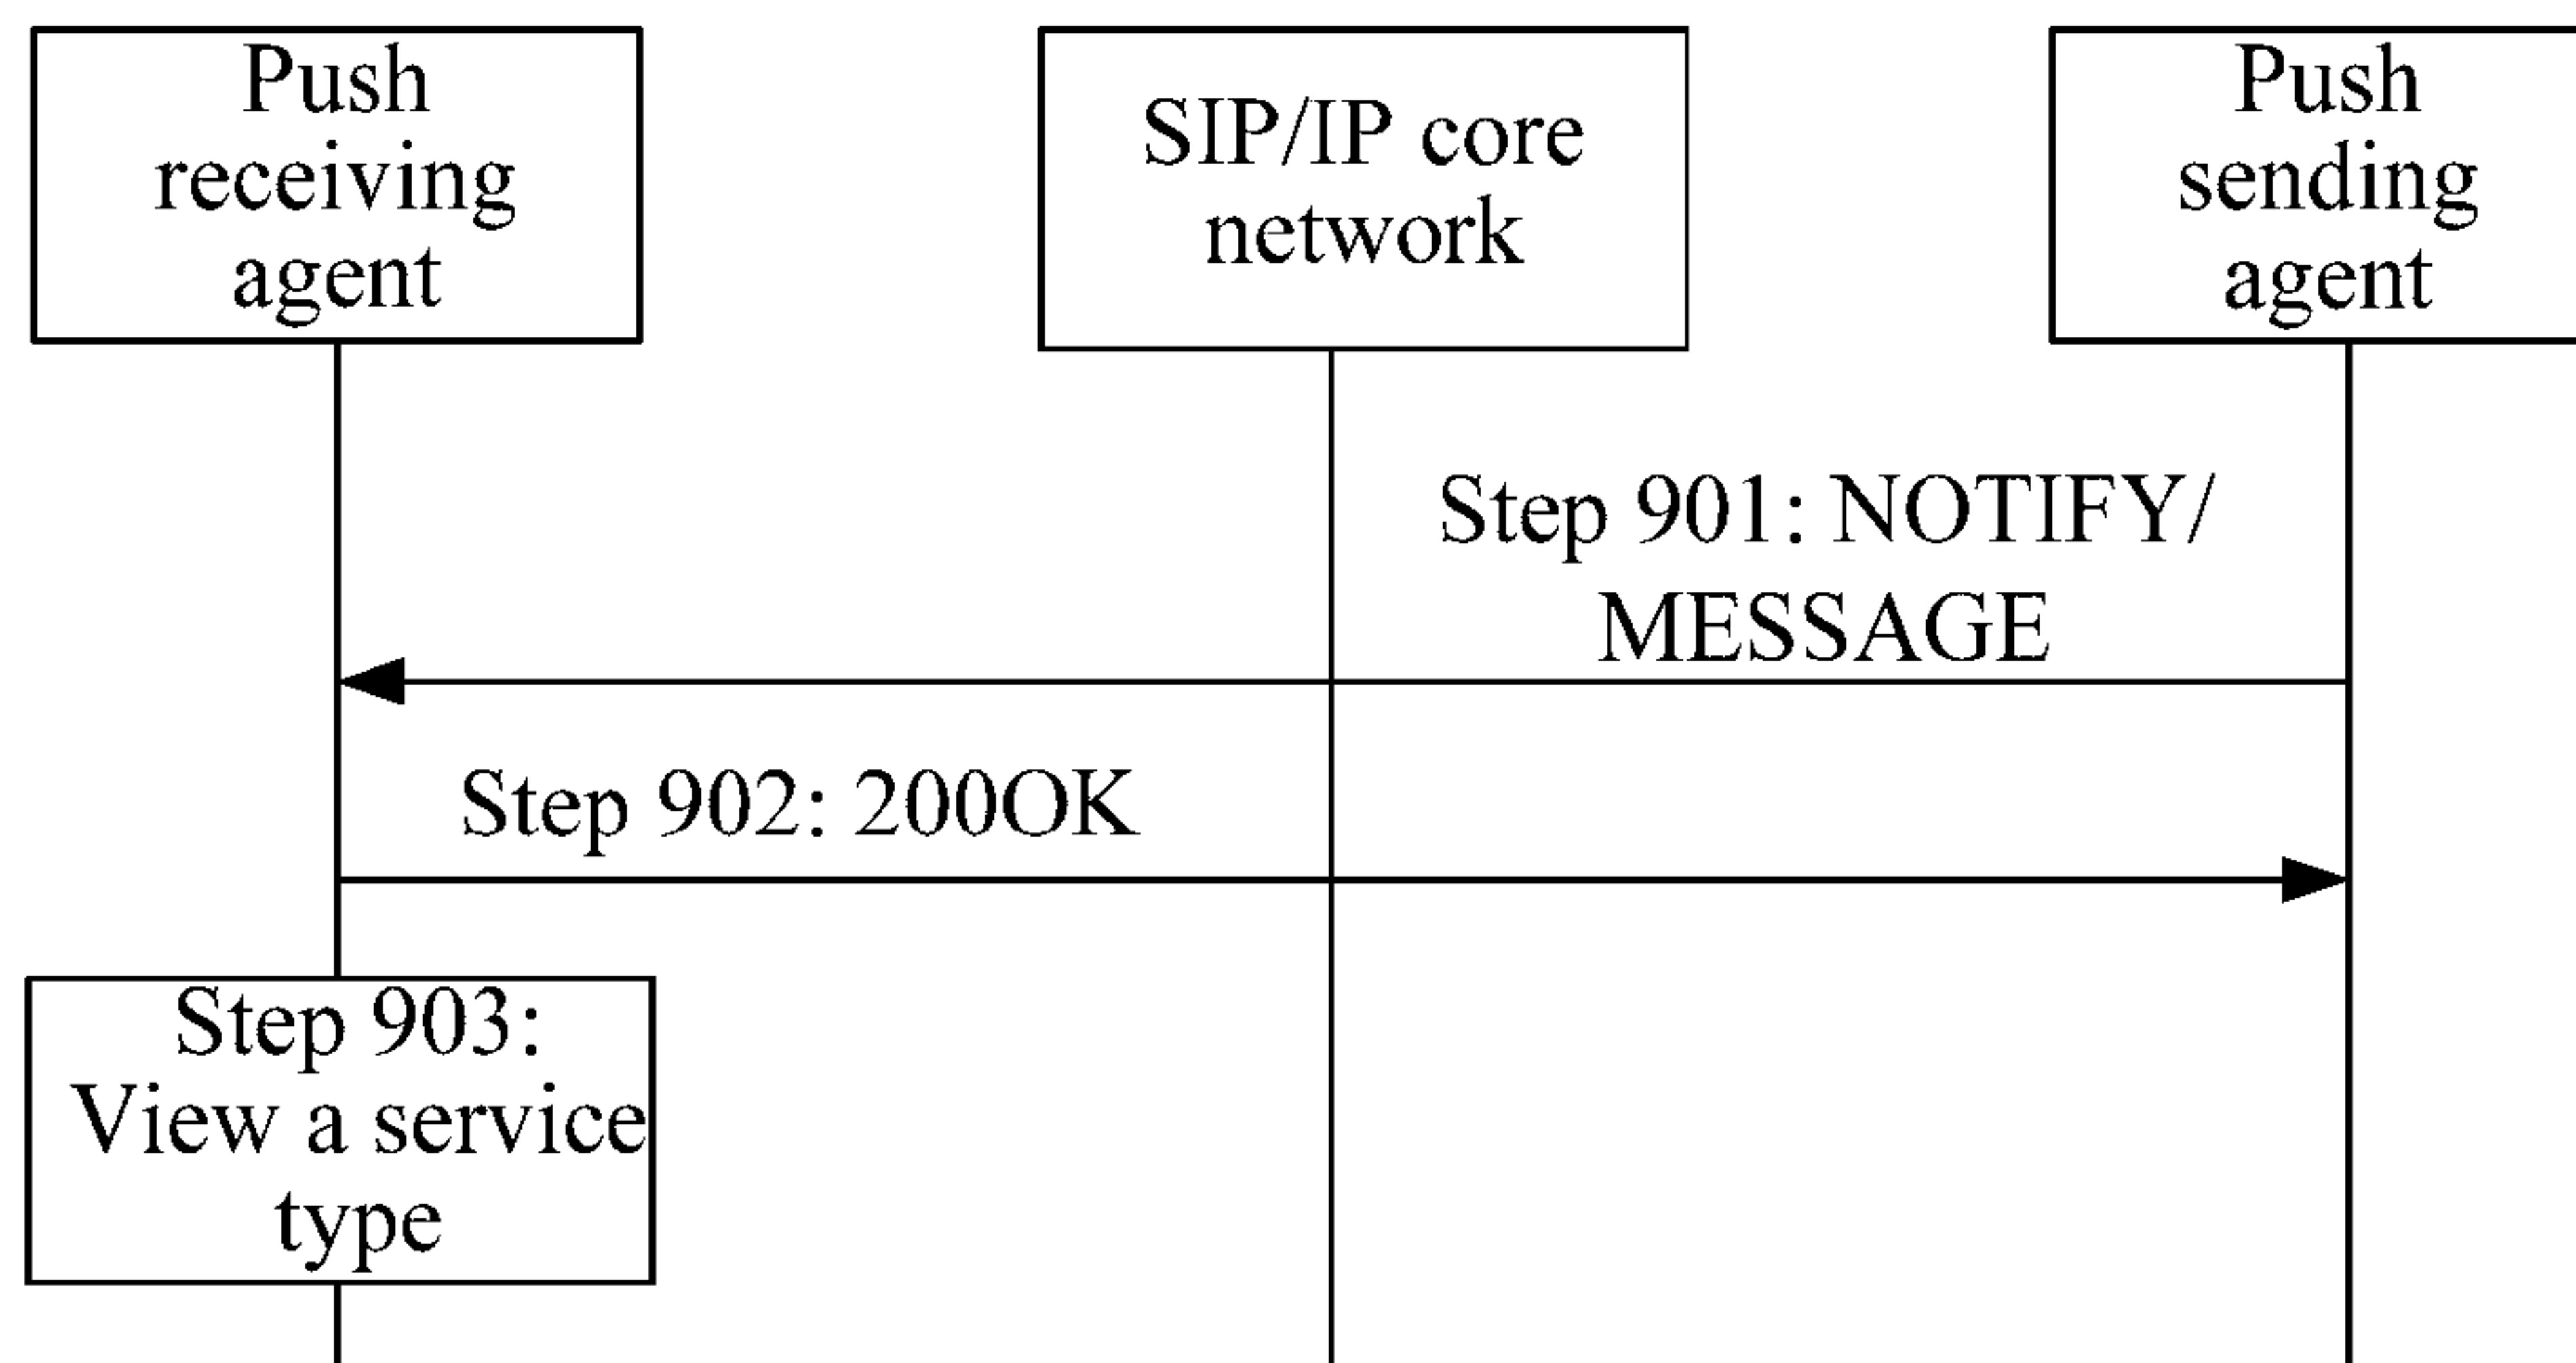 Push
receiving
agent
SIP/IP core
network
Push
sending
agent
Step 901: NOTIFY/
MESSAGE
Step 902: 200OK
Step 903:
View a service
type